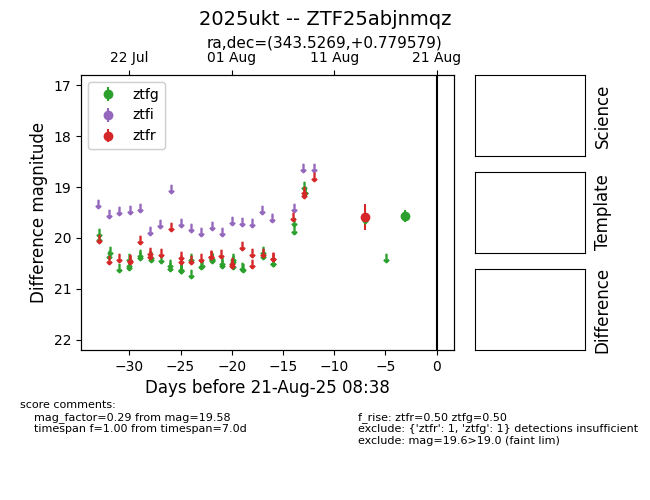 2025ukt -- ZTF25abjnmqz
ra,dec=(343.5269,+0.779579)
22 Jul 01 Aug 11 Aug 21 Aug
17
18
19
20
21
22
Difference magnitude
ztfg
ztfi
ztfr
−30 −25 −20 −15 −10 −5 0
Days before 21-Aug-25 08:38
Science
Template
Difference
score comments:
mag_factor=0.29 from mag=19.58
timespan f=1.00 from timespan=7.0d
f_rise: ztfr=0.50 ztfg=0.50
exclude: {'ztfr': 1, 'ztfg': 1} detections insufficient
exclude: mag=19.6>19.0 (faint lim)